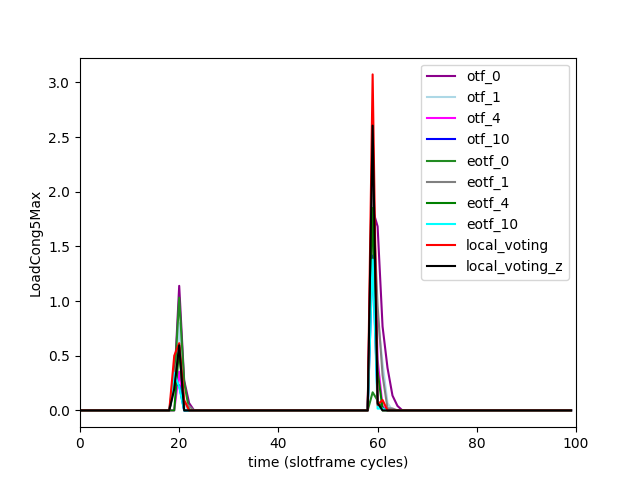 LoadCong5Max
3.0
2.5
2.0
1.5
1.0
0.5
0.0
otf_0
otf_1
otf_4
otf_10
eotf_0
eotf_1
eotf_4
eotf_10
local_voting
local_voting_z
0 20 40 60 80 100
time (slotframe cycles)